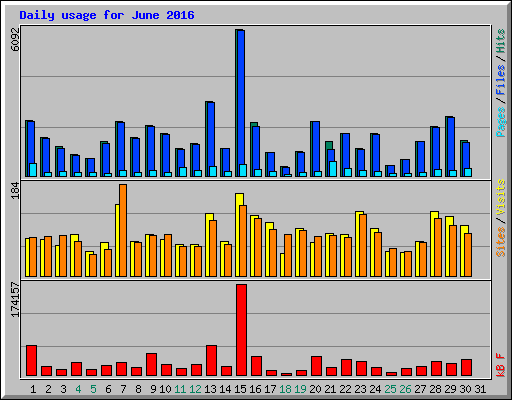 Daily usage for June 2016
6092
Pages / Files / Hits
184
Sites / Visits
174157
kB F
1 2 3 4 5 6 7 8 9 10 11 12 13 14 15 16 17 18 19 20 21 22 23 24 25 26 27 28 29 30 31